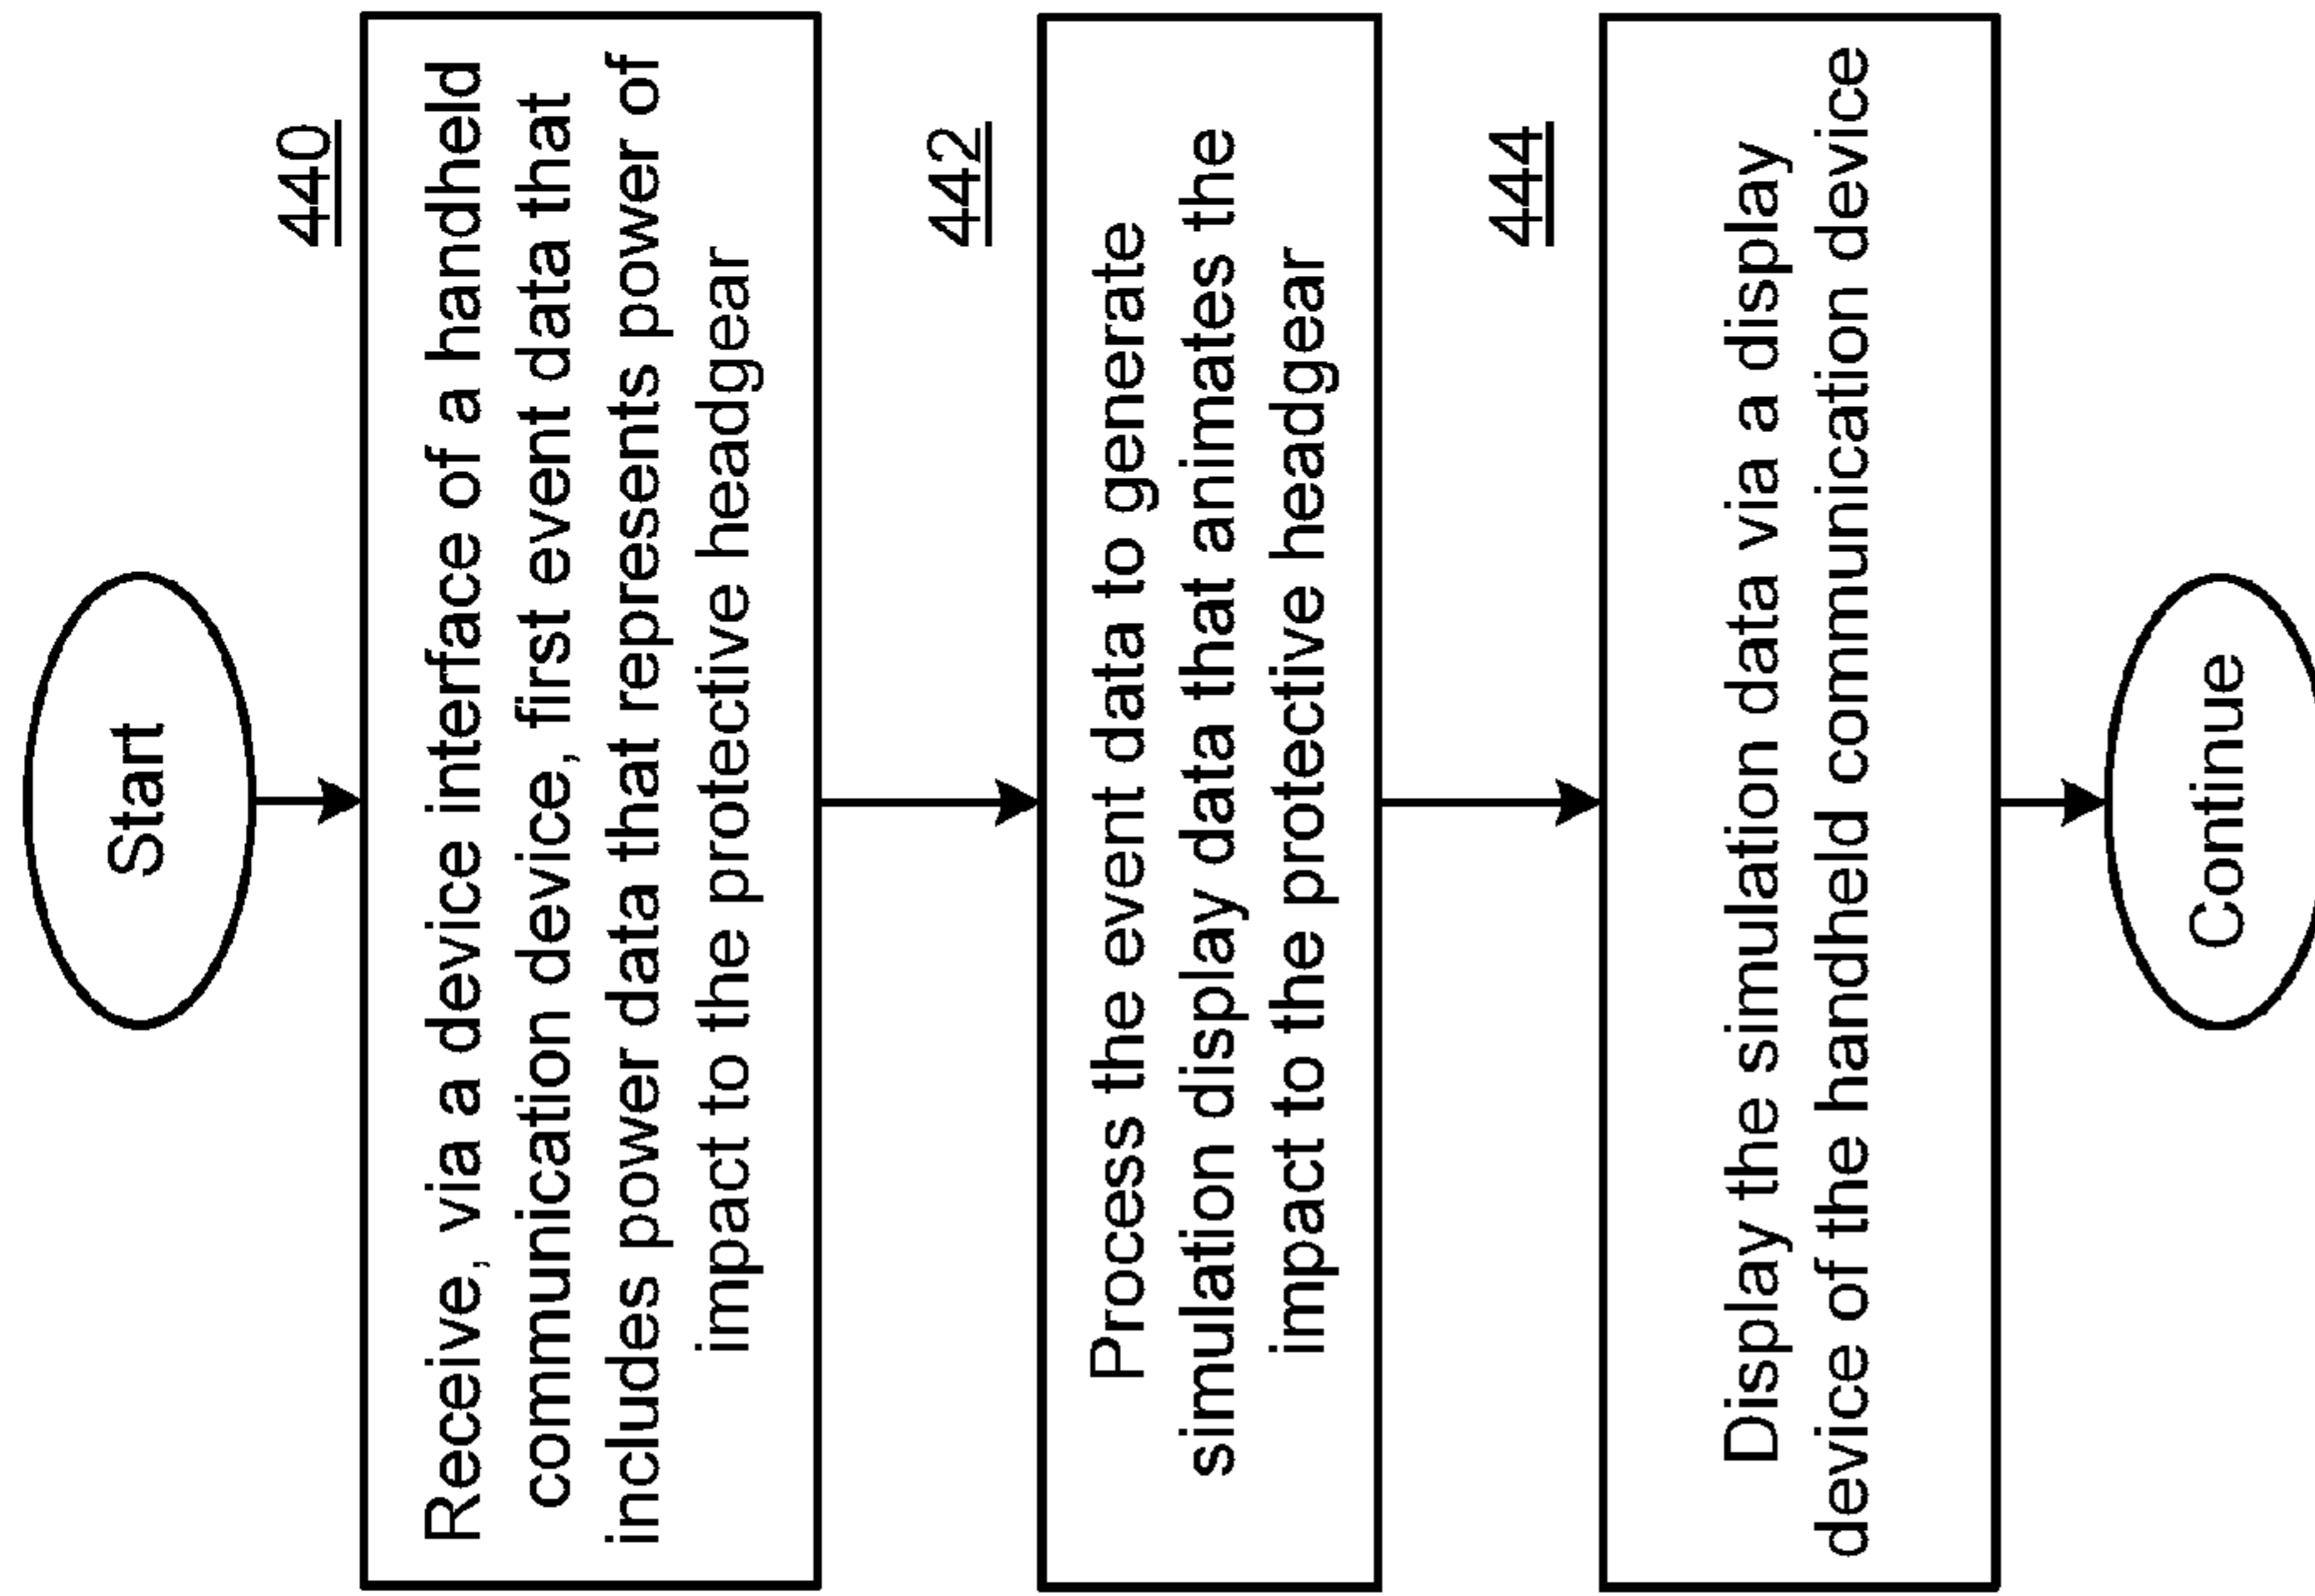 Start
440
Receive, via a device interface of a handheld
communication device, first event data that
includes power data that represents power of
impact to the protective headgear
442
Process the event data to generate
simulation display data that animates the
impact to the protective headgear
444
Display the simulation data via a display
device of the handheld communication device
Continue